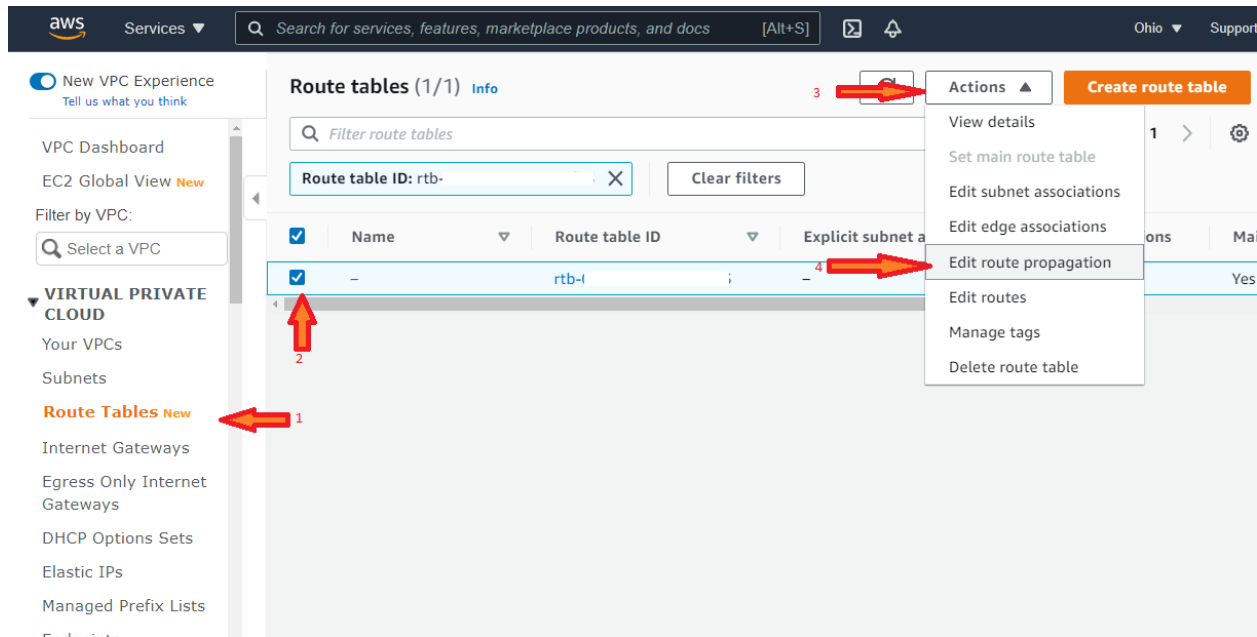 aws Services ▼ Search for services, features, marketplace products, and docs [Alt+S] Ohio ▼ Support
New VPC Experience
Tell us what you think
VPC Dashboard
EC2 Global View New
Filter by VPC:
Select a VPC
VIRTUAL PRIVATE
CLOUD
Your VPCs
Subnets
Route Tables New
1
Internet Gateways
Egress Only Internet
Gateways
DHCP Options Sets
Elastic IPs
Managed Prefix Lists
Route tables (1/1) Info
3
Actions ▲
Create route table
Filter route tables
1
Route table ID: rtb-
Clear filters
Name
Route table ID
Explicit subnet a
ons
Mai
– rtb- –
Yes
2
4
View details
Set main route table
Edit subnet associations
Edit edge associations
Edit route propagation
Edit routes
Manage tags
Delete route table